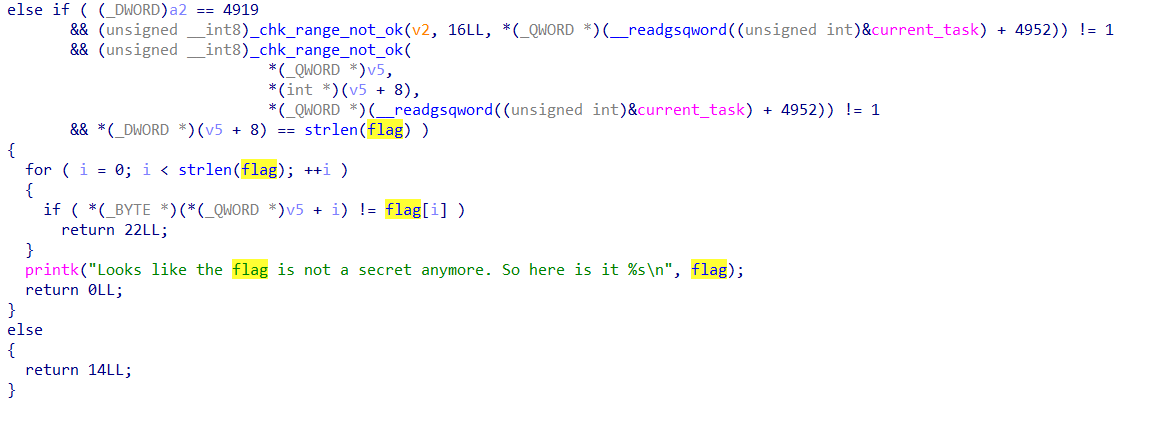 else if ( (_DWORD)a2 == 4919
&& (unsigned __int8)_chk_range_not_ok(v2, 16LL, *(_QWORD *)(__readgsqword((unsigned int)&current_task) + 4952)) != 1
&& (unsigned __int8)_chk_range_not_ok(
*(_QWORD *)v5,
*(int *)(v5 + 8),
*(_QWORD *)(__readgsqword((unsigned int)&current_task) + 4952)) != 1
&& *(_DWORD *)(v5 + 8) == strlen(flag) )
{
for ( i = 0; i < strlen(flag); ++i )
{
if ( *(_BYTE *)(*(_QWORD *)v5 + i) != flag[i] )
return 22LL;
}
printk("Looks like the flag is not a secret anymore. So here is it %s\n", flag);
return 0LL;
}
else
{
return 14LL;
}